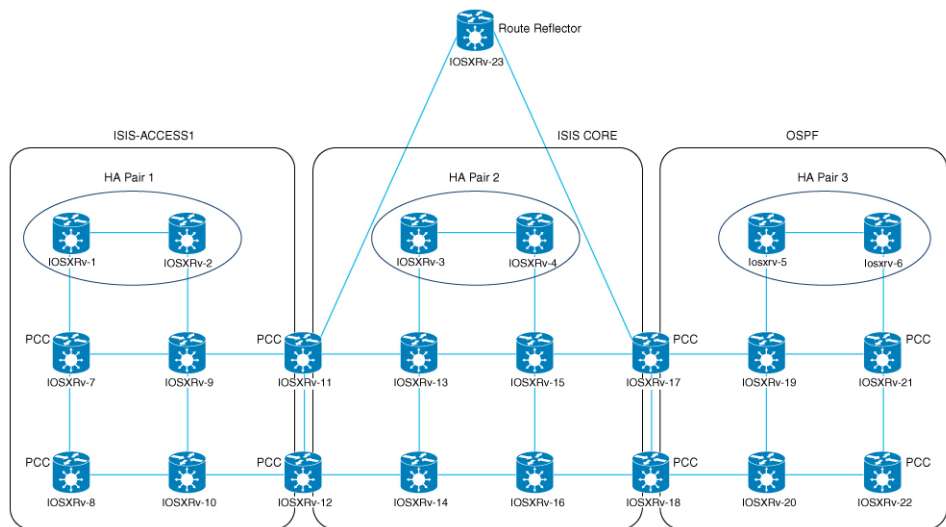 Route Reflector
IOSXRv-23
ISIS-ACCESS1
ISIS CORE
OSPF
HA Pair 1
HA Pair 2
HA Pair 3
IOSXRv-1
IOSXRv-2
IOSXRv-3
IOSXRv-4
Iosxrv-5
Iosxrv-6
PCC
PCC
PCC
PCC
IOSXRv-7
IOSXRv-9
IOSXRv-11
IOSXRv-13
IOSXRv-15
IOSXRv-17
IOSXRv-19
IOSXRv-21
PCC
PCC
PCC
PCC
IOSXRv-8
IOSXRv-10
IOSXRv-12
IOSXRv-14
IOSXRv-16
IOSXRv-18
IOSXRv-20
IOSXRv-22